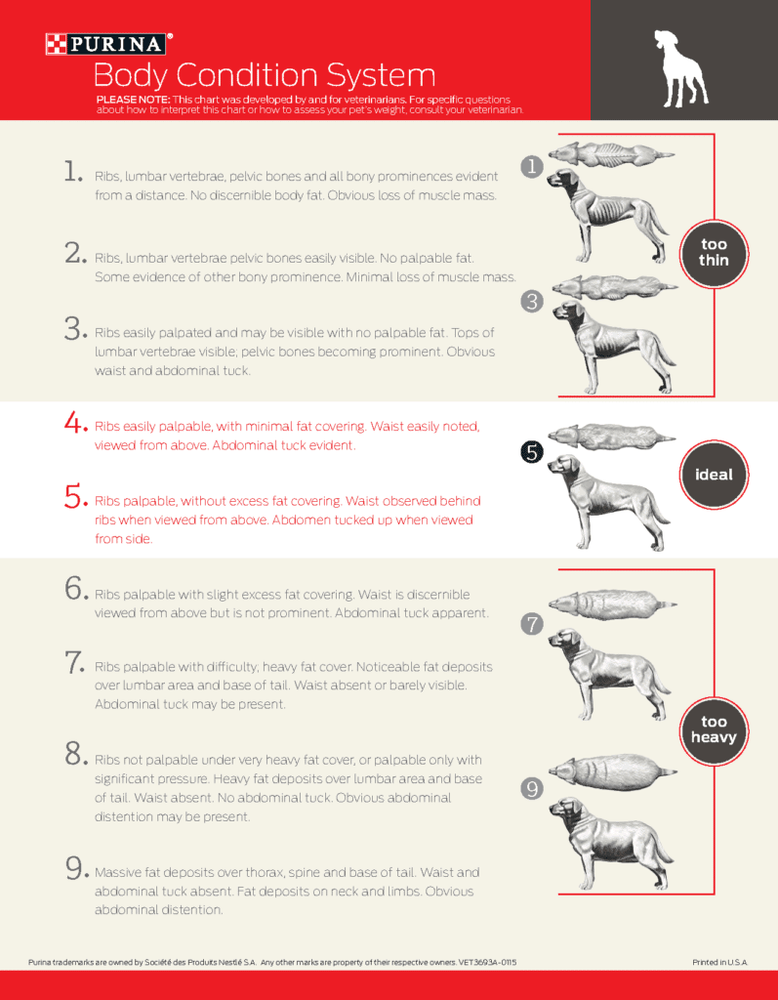 PURINA®
Body Condition System
PLEASE NOTE: This chart was developed by and for veterinarians. For specific questions
about how to interpret this chart or how to assess your pet's weight, consult your veterinarian.
1. Ribs, lumbar vertebrae, pelvic bones and all bony prominences evident
from a distance. No discernible body fat. Obvious loss of muscle mass.
2. Ribs, lumbar vertebrae pelvic bones easily visible. No palpable fat.
Some evidence of other bony prominence. Minimal loss of muscle mass.
3. Ribs easily palpated and may be visible with no palpable fat. Tops of
lumbar vertebrae visible, pelvic bones becoming prominent. Obvious
waist and abdominal tuck.
1
3
too
thin
4. Ribs easily palpable, with minimal fat covering. Waist easily noted,
viewed from above. Abdominal tuck evident.
5. Ribs palpable, without excess fat covering. Waist observed behind
ribs when viewed from above. Abdomen tucked up when viewed
from side.
5
ideal
6. Ribs palpable with slight excess fat covering. Waist is discernible
viewed from above but is not prominent. Abdominal tuck apparent.
7. Ribs palpable with difficulty, heavy fat cover. Noticeable fat deposits
over lumbar area and base of tail. Waist absent or barely visible.
Abdominal tuck may be present.
8. Ribs not palpable under very heavy fat cover, or palpable only with
significant pressure. Heavy fat deposits over lumbar area and base
of tail. Waist absent. No abdominal tuck. Obvious abdominal
distention may be present.
9. Massive fat deposits over thorax, spine and base of tail. Waist and
abdominal tuck absent. Fat deposits on neck and limbs. Obvious
abdominal distention.
7
9
too
heavy
Purina trademarks are owned by Société des Produits Nestlé S.A. Any other marks are property of their respective owners. VET3693A-0115
Printed in U.S.A.